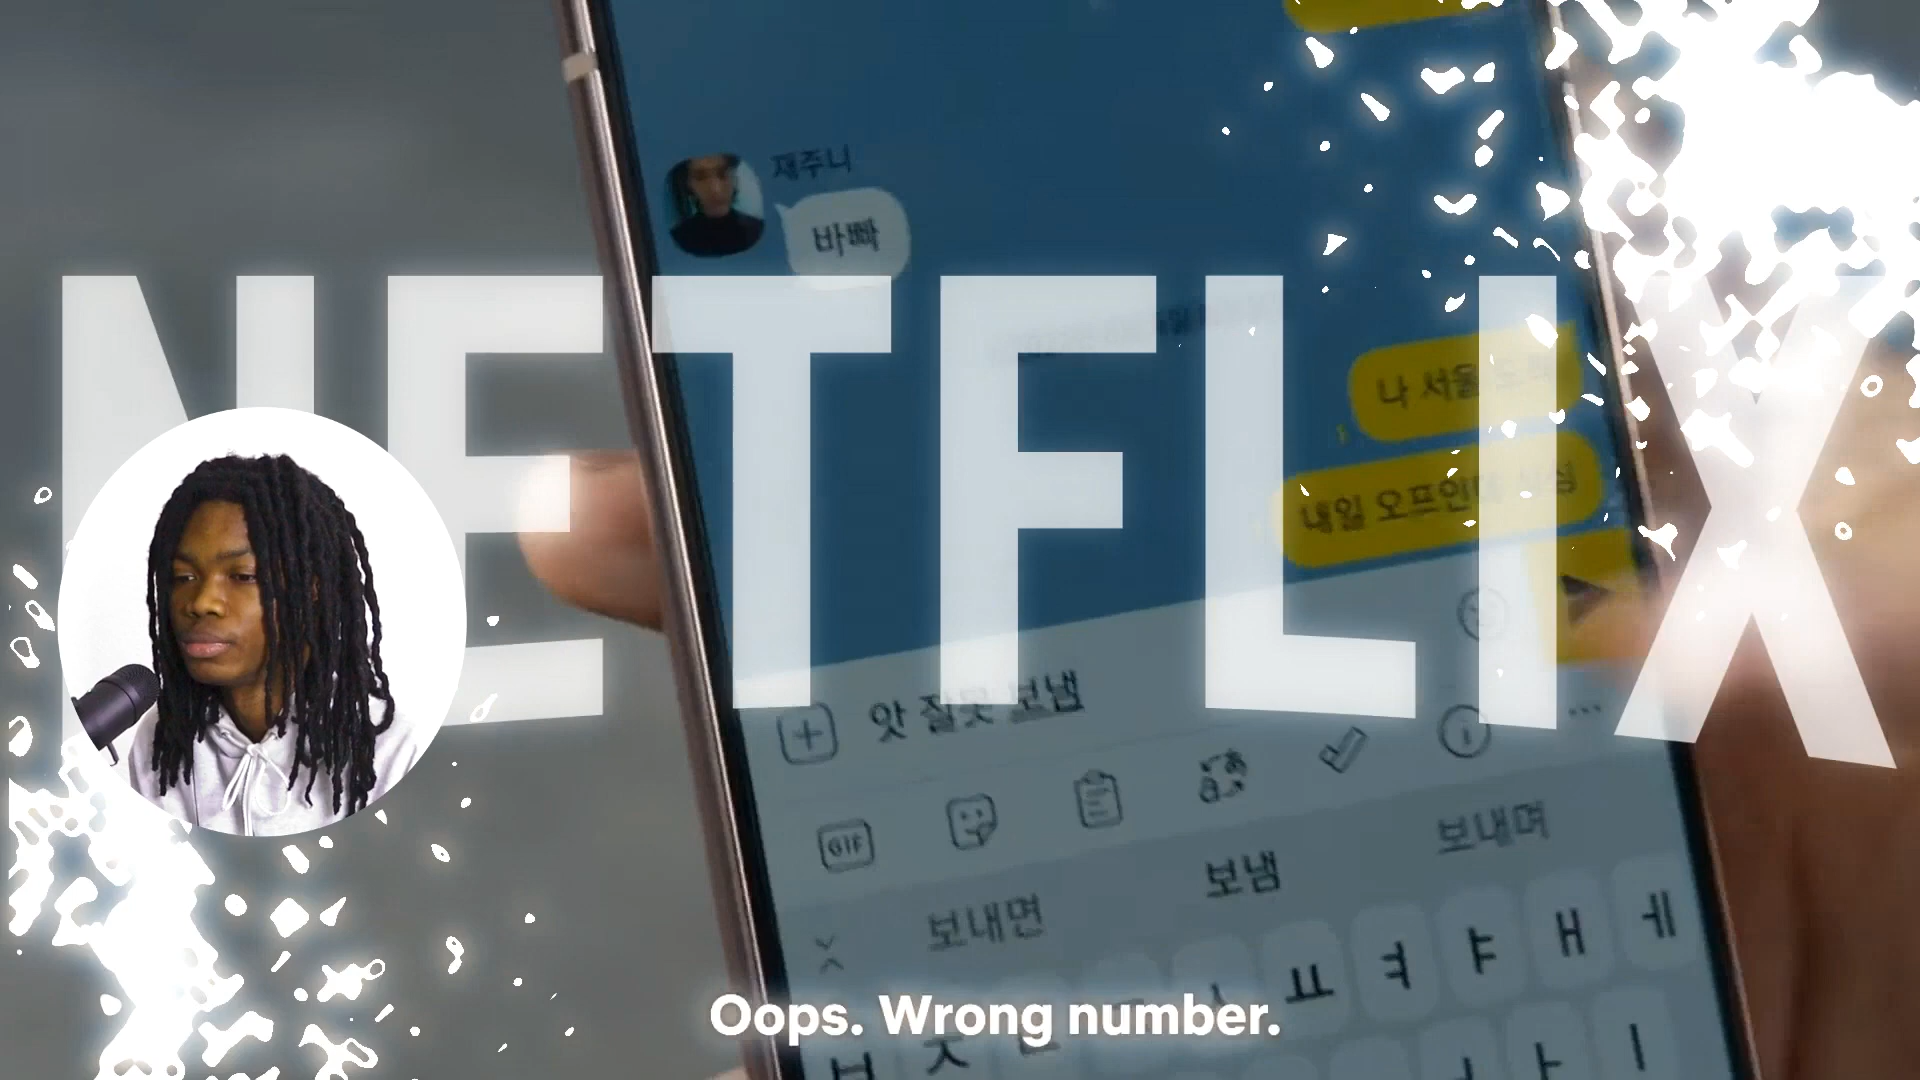 재주니
바빠
NETFLIX
나 서울
내일 오프인데
앗 잘못 보냄
GIF
보내면 보냄 보내며
ㅛ ㅕ ㅑ ㅐ ㅔ
ㅂ ㅈ
ㅏ ㅣ
Oops. Wrong number.